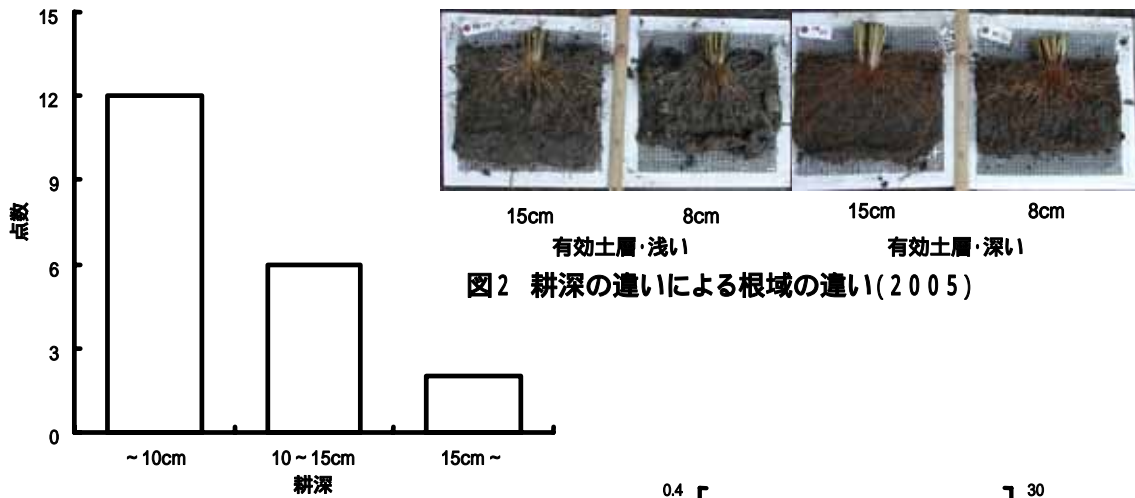 15
12
9
6
3
0
点数
~10cm
10~15cm
15cm~
耕深
15cm
8cm
15cm
8cm
有効土層・浅い
有効土層・深い
図2 耕深の違いによる根域の違い(2005)
0.4
30